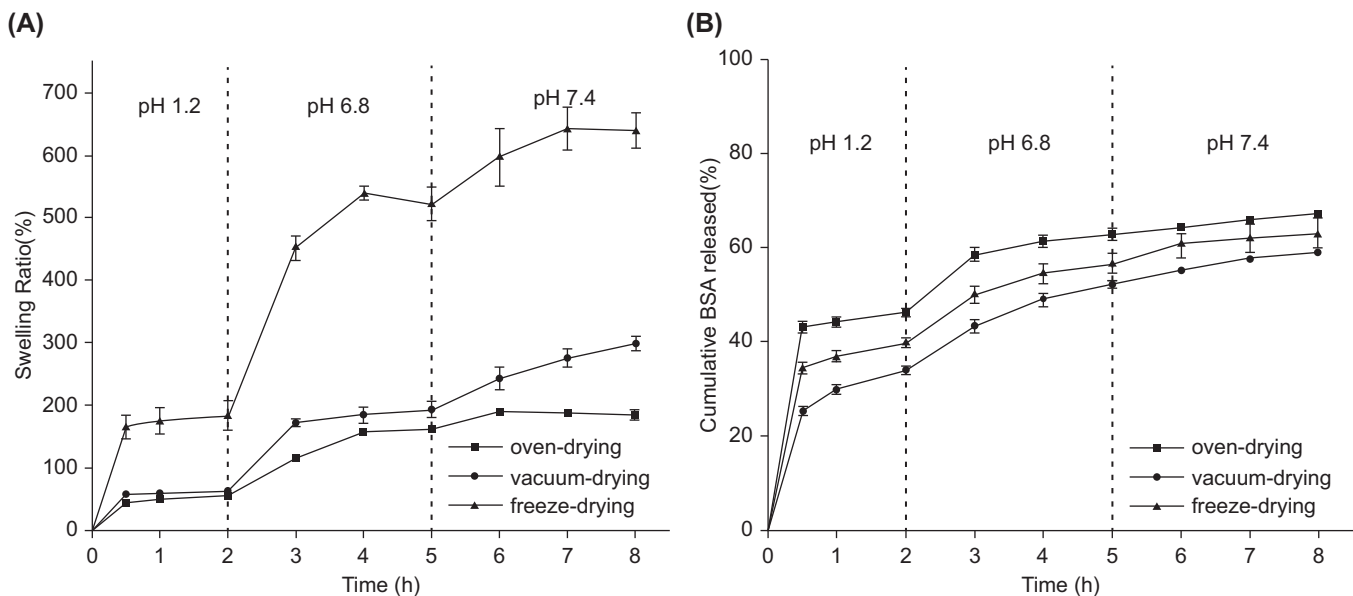 (A)
700
600
500
400
300
200
100
0
Swelling Ratio(%)
pH 1.2
pH 6.8
pH 7.4
oven-drying
vacuum-drying
freeze-drying
0 1 2 3 4 5 6 7 8
Time (h)
(B)
100
80
60
40
20
0
Cumulative BSA released(%)
pH 1.2
pH 6.8
pH 7.4
oven-drying
vacuum-drying
freeze-drying
0 1 2 3 4 5 6 7 8
Time (h)